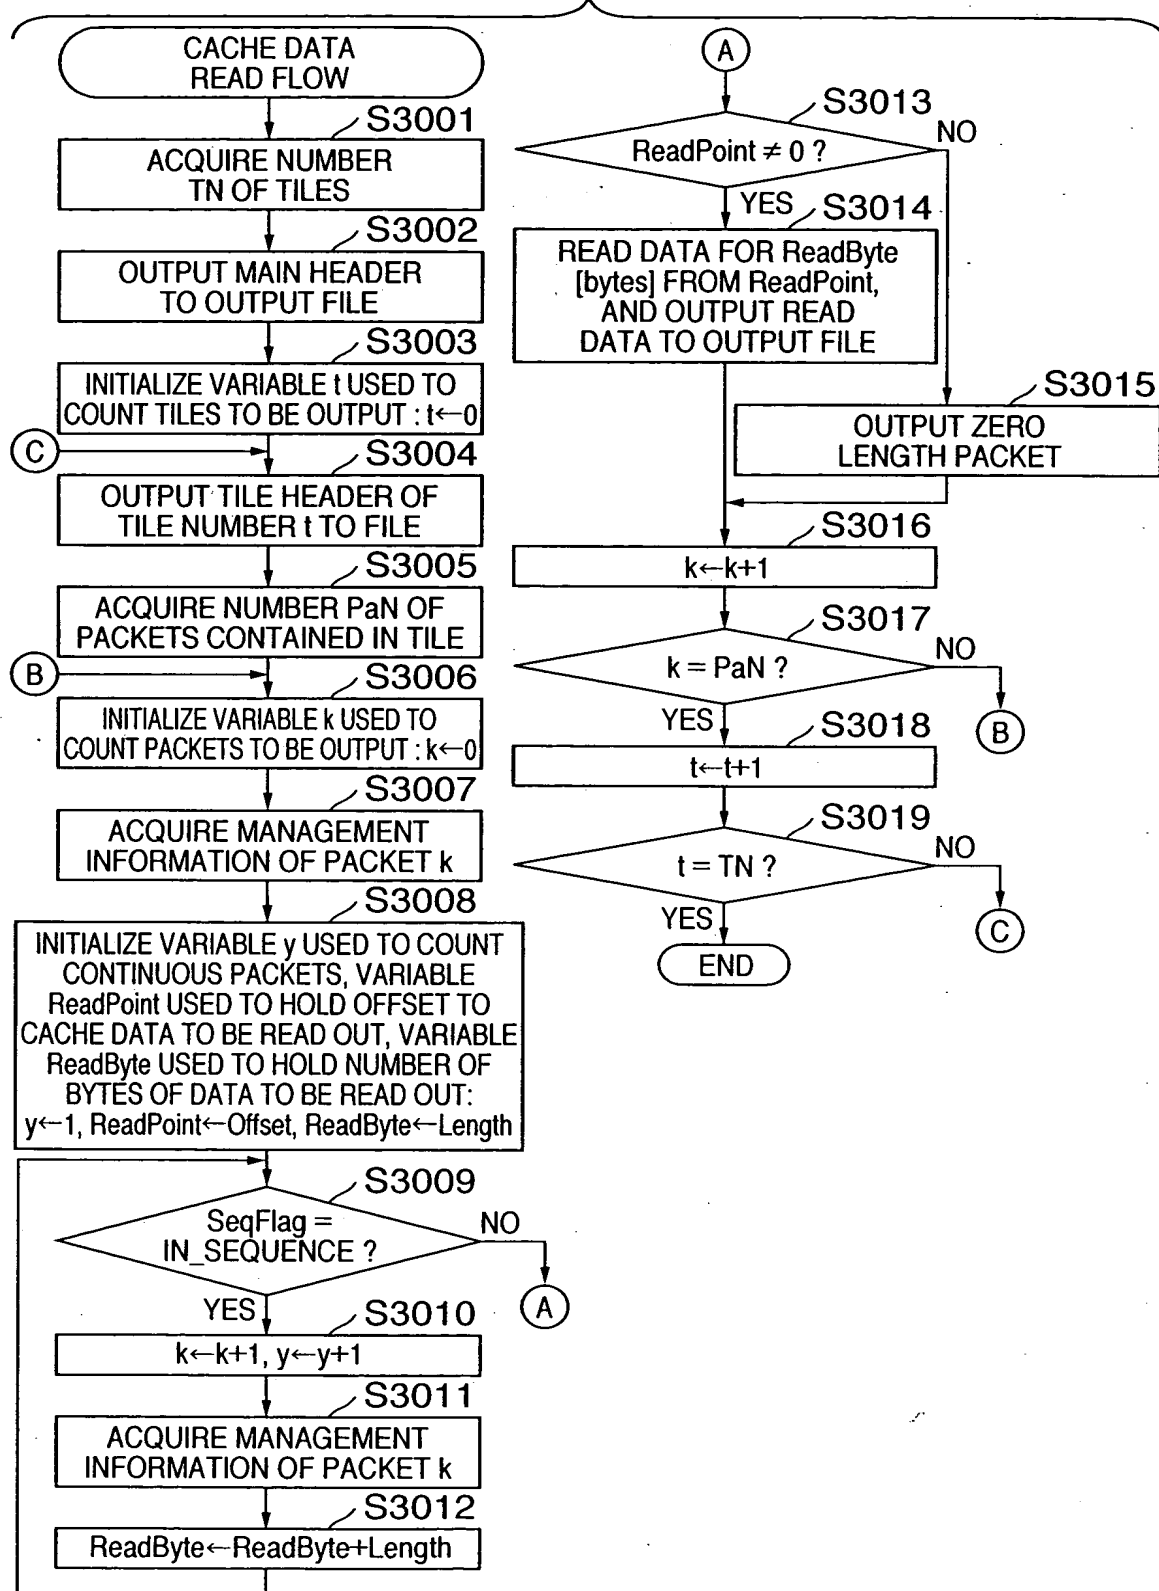 CACHE DATA
READ FLOW
S3001
ACQUIRE NUMBER
TN OF TILES
S3002
OUTPUT MAIN HEADER
TO OUTPUT FILE
S3003
INITIALIZE VARIABLE t USED TO
COUNT TILES TO BE OUTPUT : t←0
C
S3004
OUTPUT TILE HEADER OF
TILE NUMBER t TO FILE
S3005
ACQUIRE NUMBER PaN OF
PACKETS CONTAINED IN TILE
B
S3006
INITIALIZE VARIABLE k USED TO
COUNT PACKETS TO BE OUTPUT : k←0
S3007
ACQUIRE MANAGEMENT
INFORMATION OF PACKET k
S3008
INITIALIZE VARIABLE y USED TO COUNT
CONTINUOUS PACKETS, VARIABLE
ReadPoint USED TO HOLD OFFSET TO
CACHE DATA TO BE READ OUT, VARIABLE
ReadByte USED TO HOLD NUMBER OF
BYTES OF DATA TO BE READ OUT:
y←1, ReadPoint←Offset, ReadByte←Length
S3009
SeqFlag =
IN_SEQUENCE ?
NO
A
YES
S3010
k←k+1, y←y+1
S3011
ACQUIRE MANAGEMENT
INFORMATION OF PACKET k
S3012
ReadByte←ReadByte+Length
A
S3013
ReadPoint ≠ 0 ?
NO
YES
S3014
READ DATA FOR ReadByte
[bytes] FROM ReadPoint,
AND OUTPUT READ
DATA TO OUTPUT FILE
S3015
OUTPUT ZERO
LENGTH PACKET
S3016
k←k+1
S3017
k = PaN ?
NO
B
YES
S3018
t←t+1
S3019
t = TN ?
NO
C
YES
END